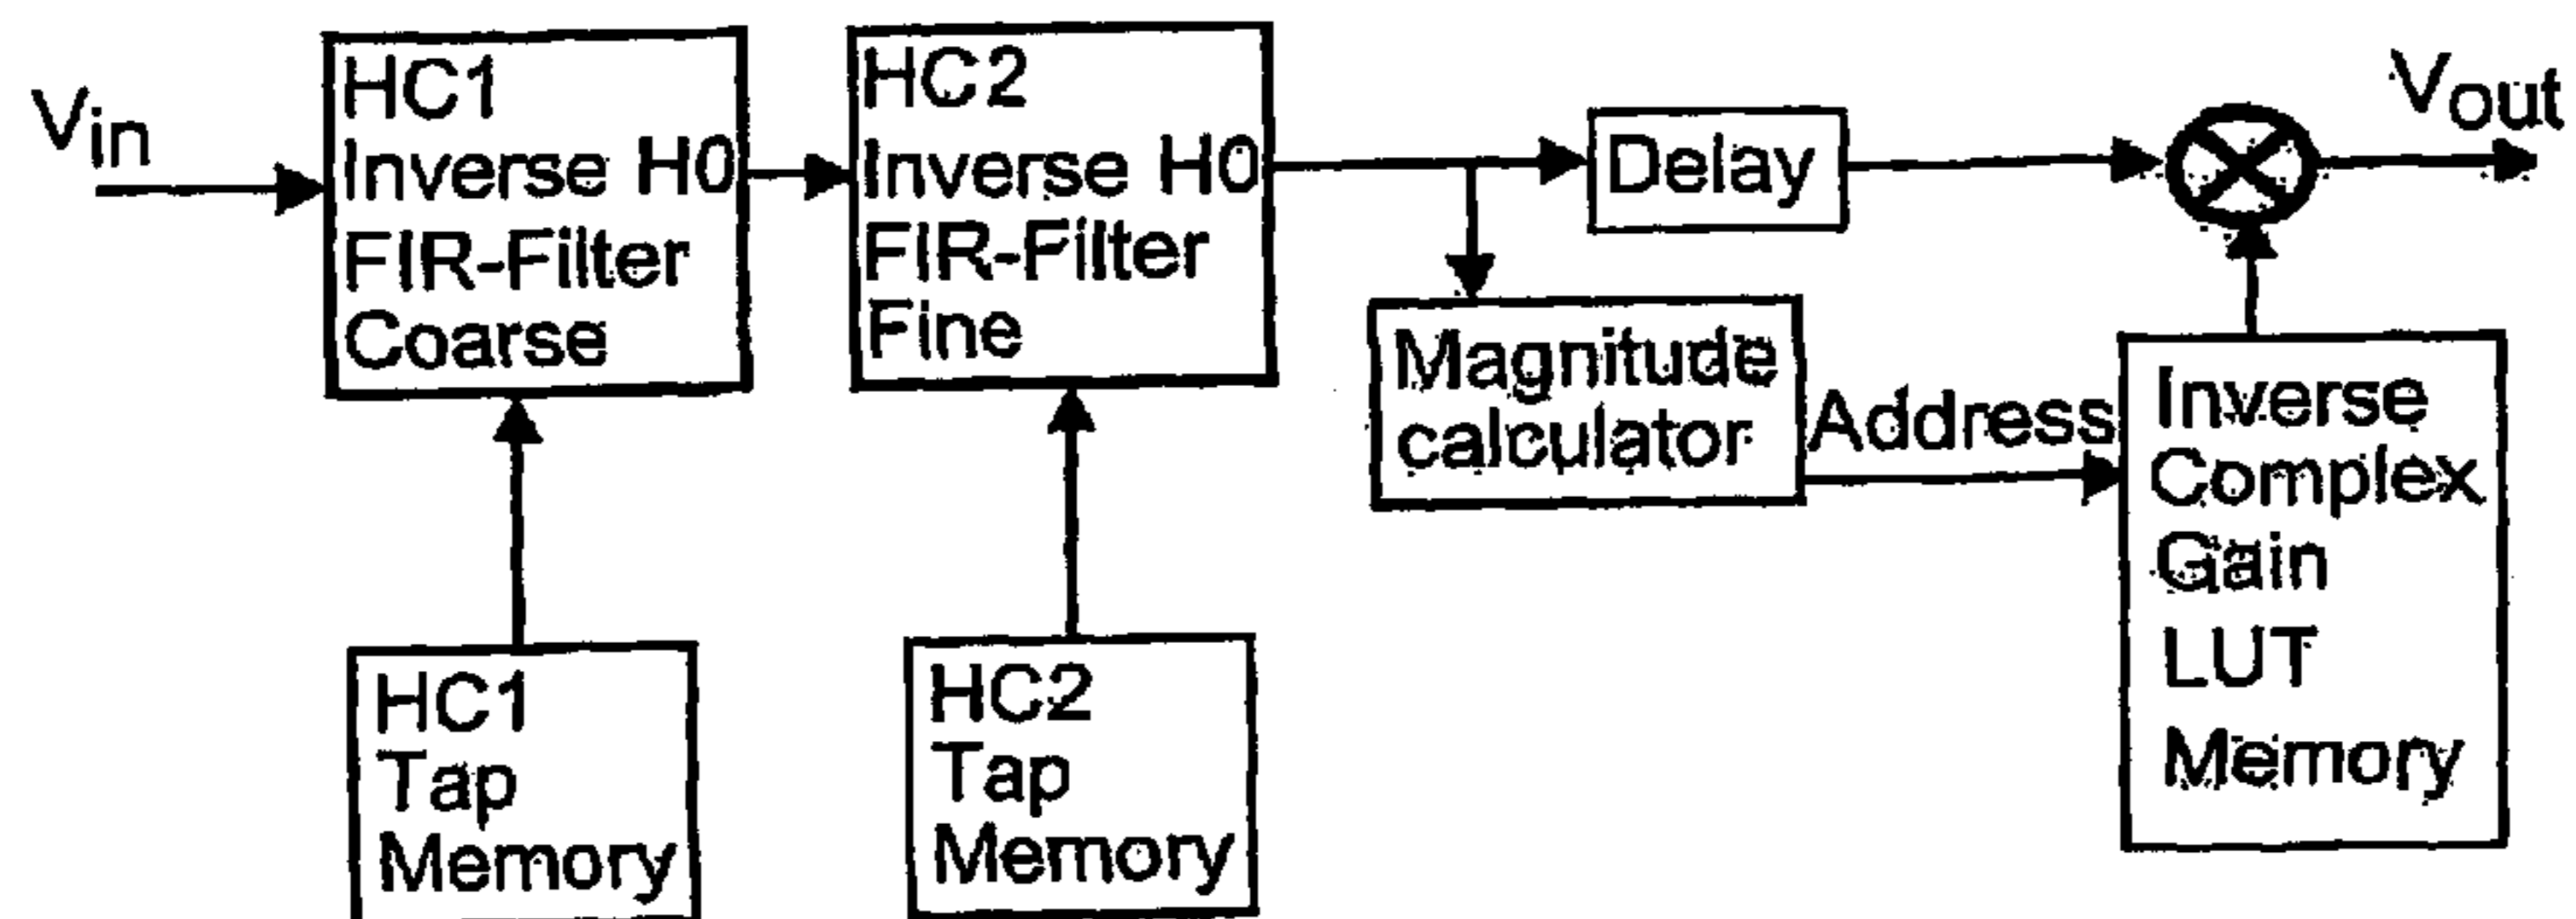 Vin
HC1
Inverse H0
FIR-Filter
Coarse
HC2
Inverse H0
FIR-Filter
Fine
Delay
Vout
Magnitude
calculator
Address
Inverse
Complex
Gain
LUT
Memory
HC1
Tap
Memory
HC2
Tap
Memory